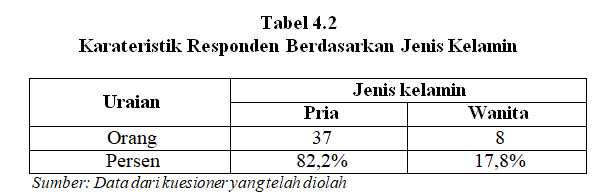 Tabel 4.2
Karateristik Responden Berdasarkan Jenis Kelamin
Uraian Jenis kelamin
Pria Wanita
Orang 37 8
Persen 82,2% 17,8%
Sumber: Data dari kuesioner yang telah diolah